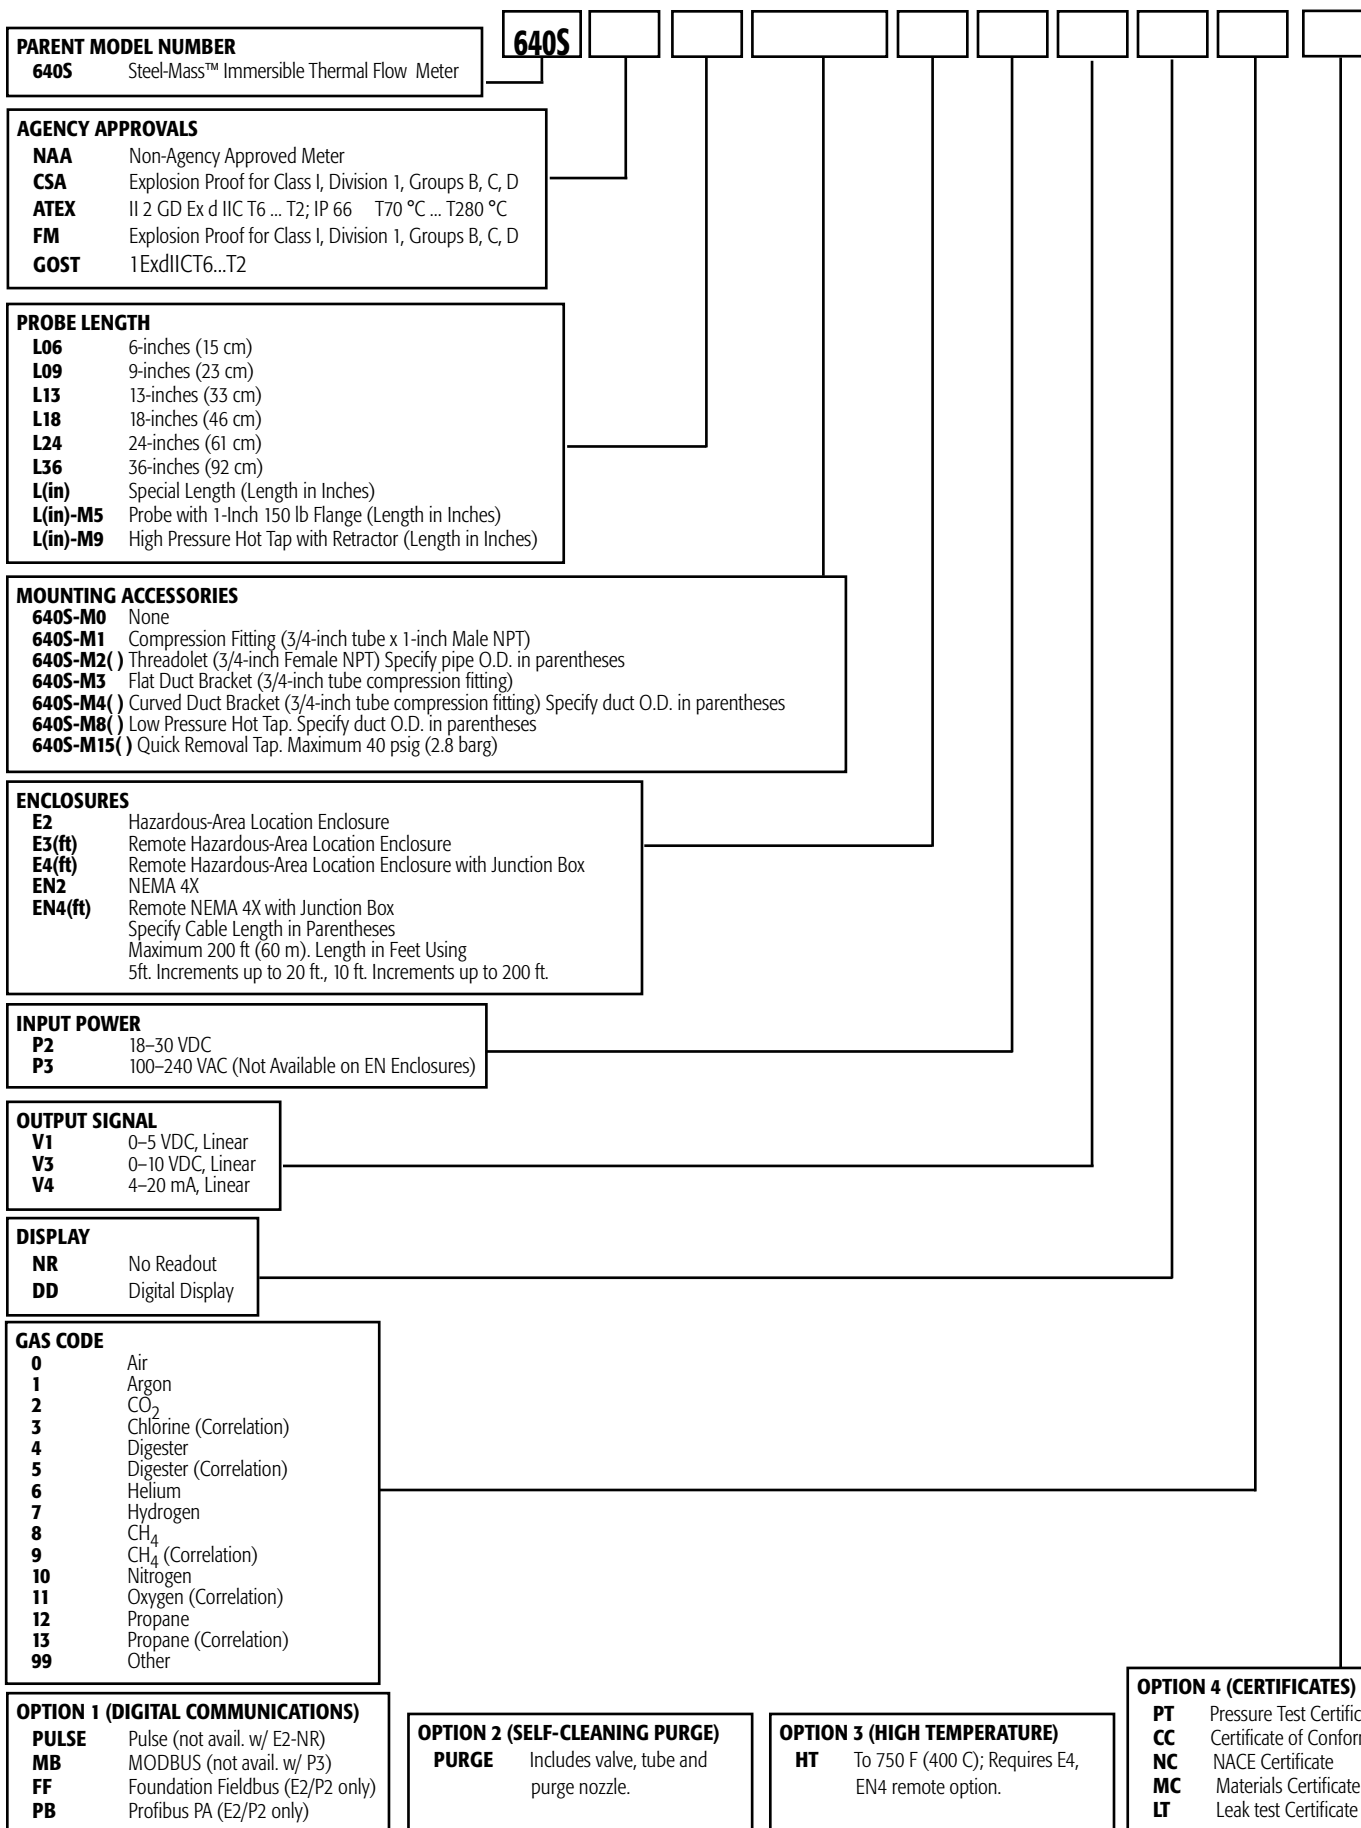 640S
PARENT MODEL NUMBER
640S Steel-Mass™ Immersible Thermal Flow Meter
AGENCY APPROVALS
NAA Non-Agency Approved Meter
CSA Explosion Proof for Class I, Division 1, Groups B, C, D
ATEX II 2 GD Ex d IIC T6 ... T2; IP 66 T70 °C ... T280 °C
FM Explosion Proof for Class I, Division 1, Groups B, C, D
GOST 1ExdIICT6...T2
PROBE LENGTH
L06 6-inches (15 cm)
L09 9-inches (23 cm)
L13 13-inches (33 cm)
L18 18-inches (46 cm)
L24 24-inches (61 cm)
L36 36-inches (92 cm)
L(in) Special Length (Length in Inches)
L(in)-M5 Probe with 1-Inch 150 lb Flange (Length in Inches)
L(in)-M9 High Pressure Hot Tap with Retractor (Length in Inches)
MOUNTING ACCESSORIES
640S-M0 None
640S-M1 Compression Fitting (3/4-inch tube x 1-inch Male NPT)
640S-M2( ) Threadolet (3/4-inch Female NPT) Specify pipe O.D. in parentheses
640S-M3 Flat Duct Bracket (3/4-inch tube compression fitting)
640S-M4( ) Curved Duct Bracket (3/4-inch tube compression fitting) Specify duct O.D. in parentheses
640S-M8( ) Low Pressure Hot Tap. Specify duct O.D. in parentheses
640S-M15( ) Quick Removal Tap. Maximum 40 psig (2.8 barg)
ENCLOSURES
E2 Hazardous-Area Location Enclosure
E3(ft) Remote Hazardous-Area Location Enclosure
E4(ft) Remote Hazardous-Area Location Enclosure with Junction Box
EN2 NEMA 4X
EN4(ft) Remote NEMA 4X with Junction Box
Specify Cable Length in Parentheses
Maximum 200 ft (60 m). Length in Feet Using
5ft. Increments up to 20 ft., 10 ft. Increments up to 200 ft.
INPUT POWER
P2 18–30 VDC
P3 100–240 VAC (Not Available on EN Enclosures)
OUTPUT SIGNAL
V1 0–5 VDC, Linear
V3 0–10 VDC, Linear
V4 4–20 mA, Linear
DISPLAY
NR No Readout
DD Digital Display
GAS CODE
0 Air
1 Argon
2 CO2
3 Chlorine (Correlation)
4 Digester
5 Digester (Correlation)
6 Helium
7 Hydrogen
8 CH4
9 CH4 (Correlation)
10 Nitrogen
11 Oxygen (Correlation)
12 Propane
13 Propane (Correlation)
99 Other
OPTION 1 (DIGITAL COMMUNICATIONS)
PULSE Pulse (not avail. w/ E2-NR)
MB MODBUS (not avail. w/ P3)
FF Foundation Fieldbus (E2/P2 only)
PB Profibus PA (E2/P2 only)
OPTION 2 (SELF-CLEANING PURGE)
PURGE Includes valve, tube and
purge nozzle.
OPTION 3 (HIGH TEMPERATURE)
HT To 750 F (400 C); Requires E4,
EN4 remote option.
OPTION 4 (CERTIFICATES)
PT Pressure Test Certific
CC Certificate of Confor
NC NACE Certificate
MC Materials Certificate
LT Leak test Certificate